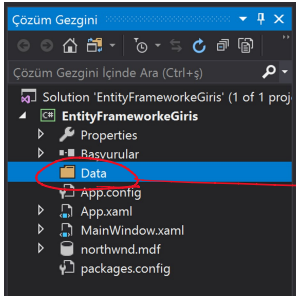 Çözüm Gezgini
Çözüm Gezgini İçinde Ara (Ctrl+ş)
Solution 'EntityFrameworkeGiris' (1 of 1 proj
EntityFrameworkeGiris
Properties
Başvurular
Data
App.config
App.xaml
MainWindow.xaml
northwnd.mdf
packages.config